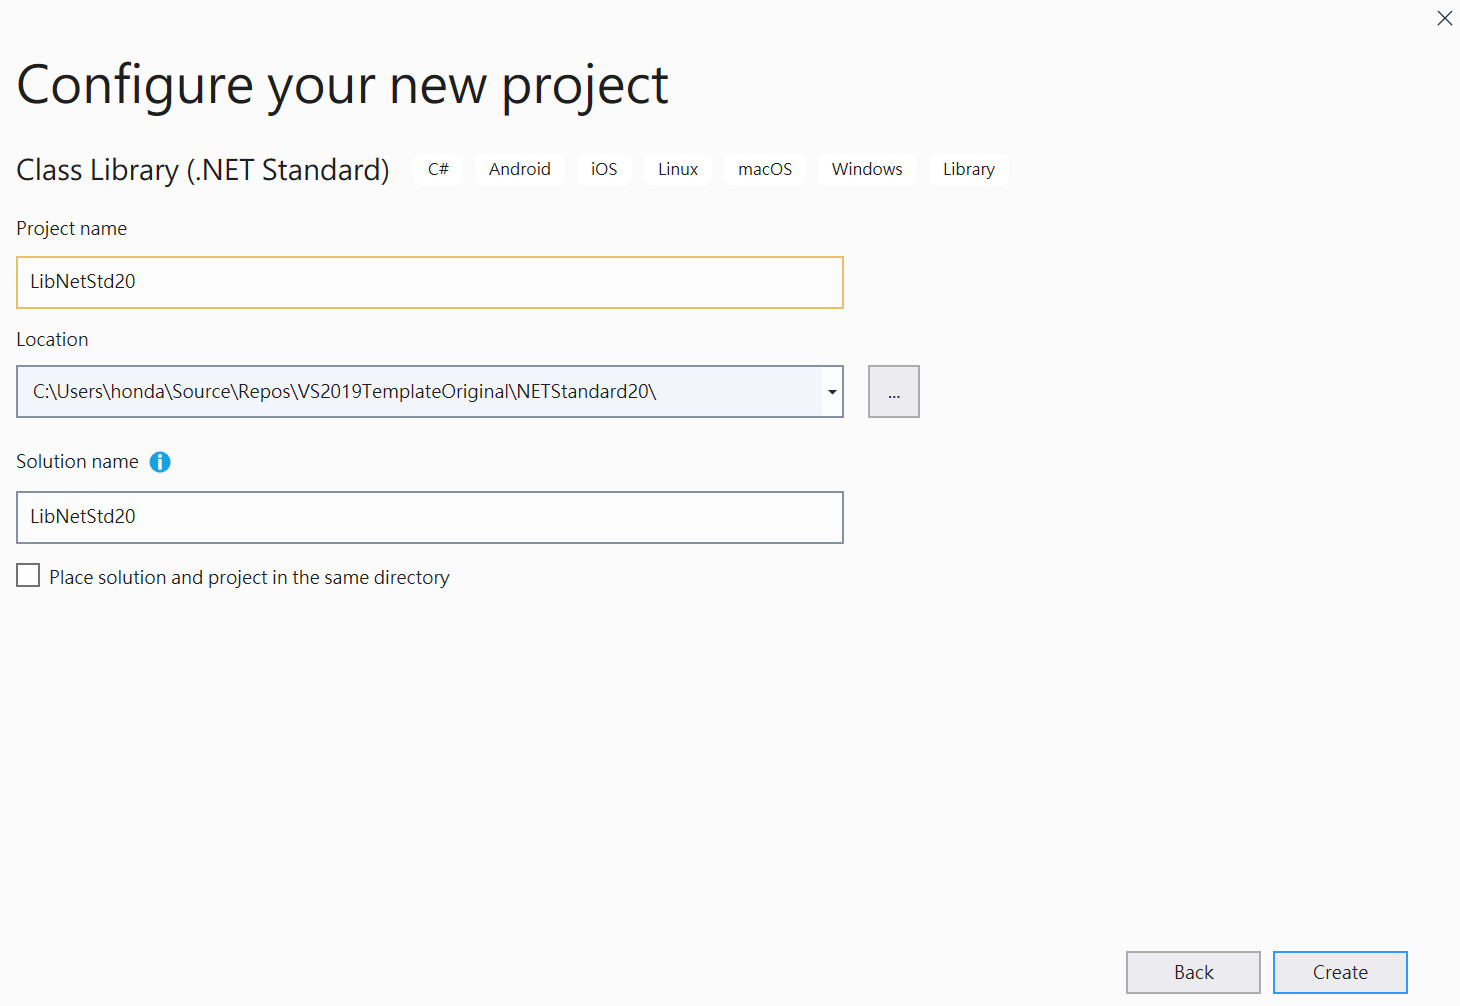 Configure your new project
Class Library (.NET Standard) C# Android iOS Linux macOS Windows Library
Project name
LibNetStd20
Location
C:\Users\honda\Source\Repos\VS2019TemplateOriginal\NETStandard20\
...
Solution name
LibNetStd20
Place solution and project in the same directory
Back Create